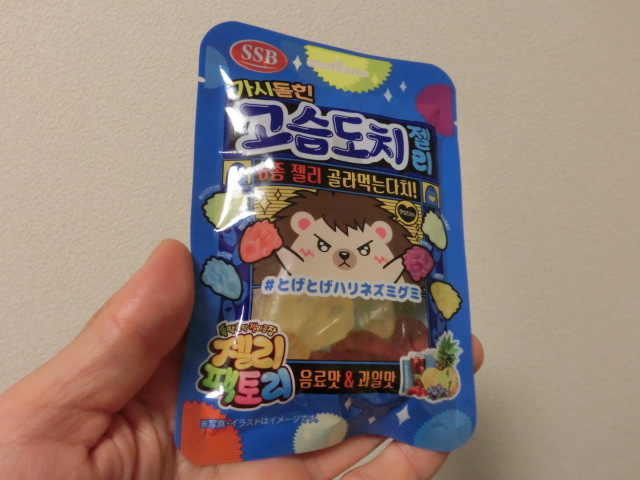 SSB
가시돋힌
고슴도치
젤리
6종 젤리 골라먹는다치!
#とげとげハリネズミグミ
젤리
팩토리
음료맛 & 과일맛
※写真・イラストはイメージです。